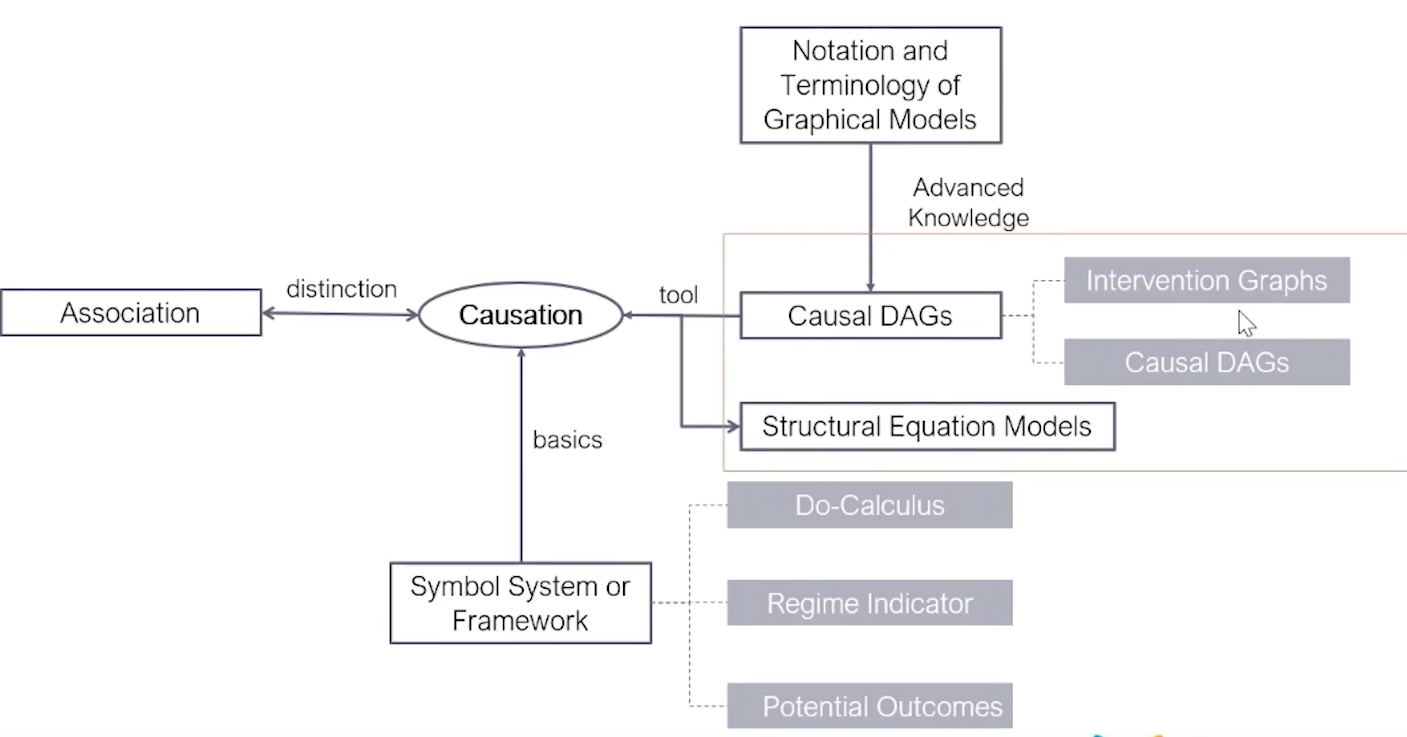 Notation and
Terminology of
Graphical Models
Advanced
Knowledge
Intervention Graphs
distinction
tool
Association
Causation
Causal DAGs
Causal DAGs
Structural Equation Models
basics
Do-Calculus
Symbol System or
Framework
Regime Indicator
Potential Outcomes